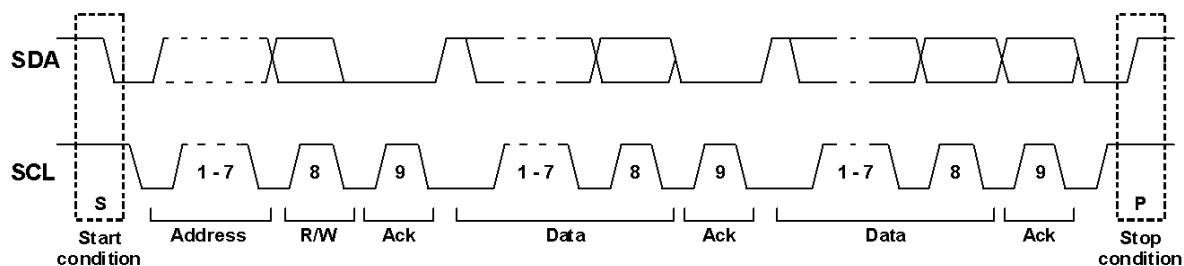 SDA
SCL
1 - 7 8 9 1 - 7 8 9 1 - 7 8 9
S P
Address R/W Ack Data Ack Data Ack
Start condition
Stop condition